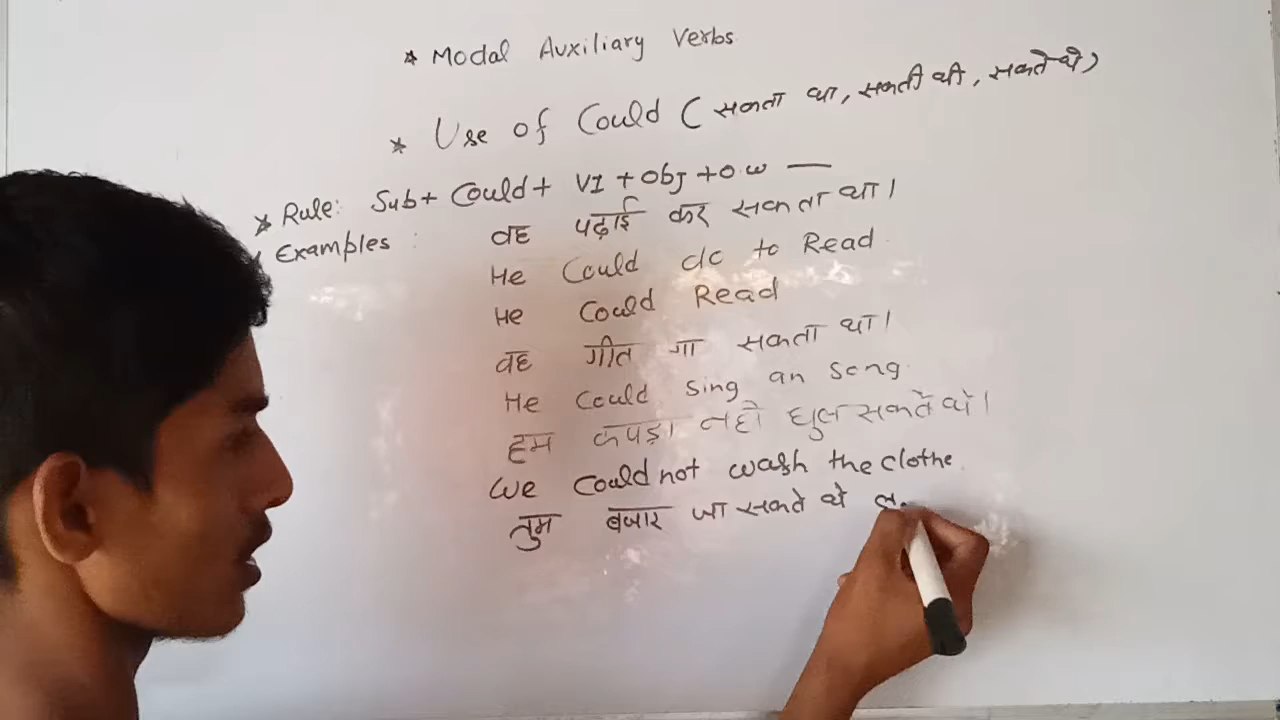 * Modal Auxiliary Verbs
* Use of Could ( सकता था, सकती थी, सकते थे)
* Rule: Sub + Could + V1 + obj + o.w —
Examples : वह पढ़ाई कर सकता था।
He Could do to Read
He Could Read
वह गीत गा सकता था।
He Could sing an song.
हम कपड़ा नहीं धुल सकते थे।
We Could not wash the clothe.
तुम बजार जा सकते थे